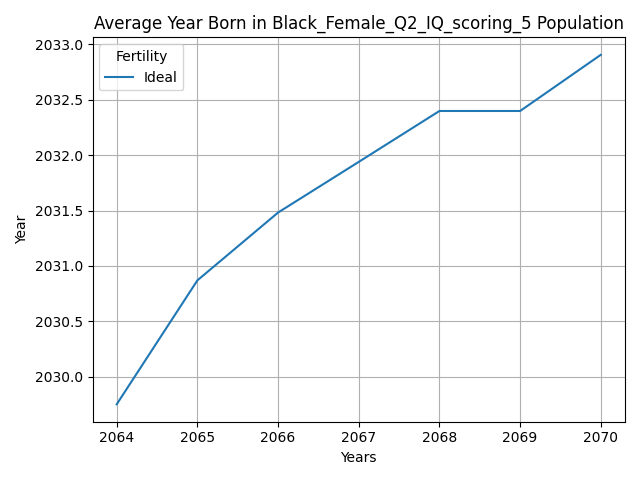 Average Year Born in Black_Female_Q2_IQ_scoring_5 Population
Fertility
Ideal
2033.0
2032.5
2032.0
2031.5
2031.0
2030.5
2030.0
Year
2064 2065 2066 2067 2068 2069 2070
Years